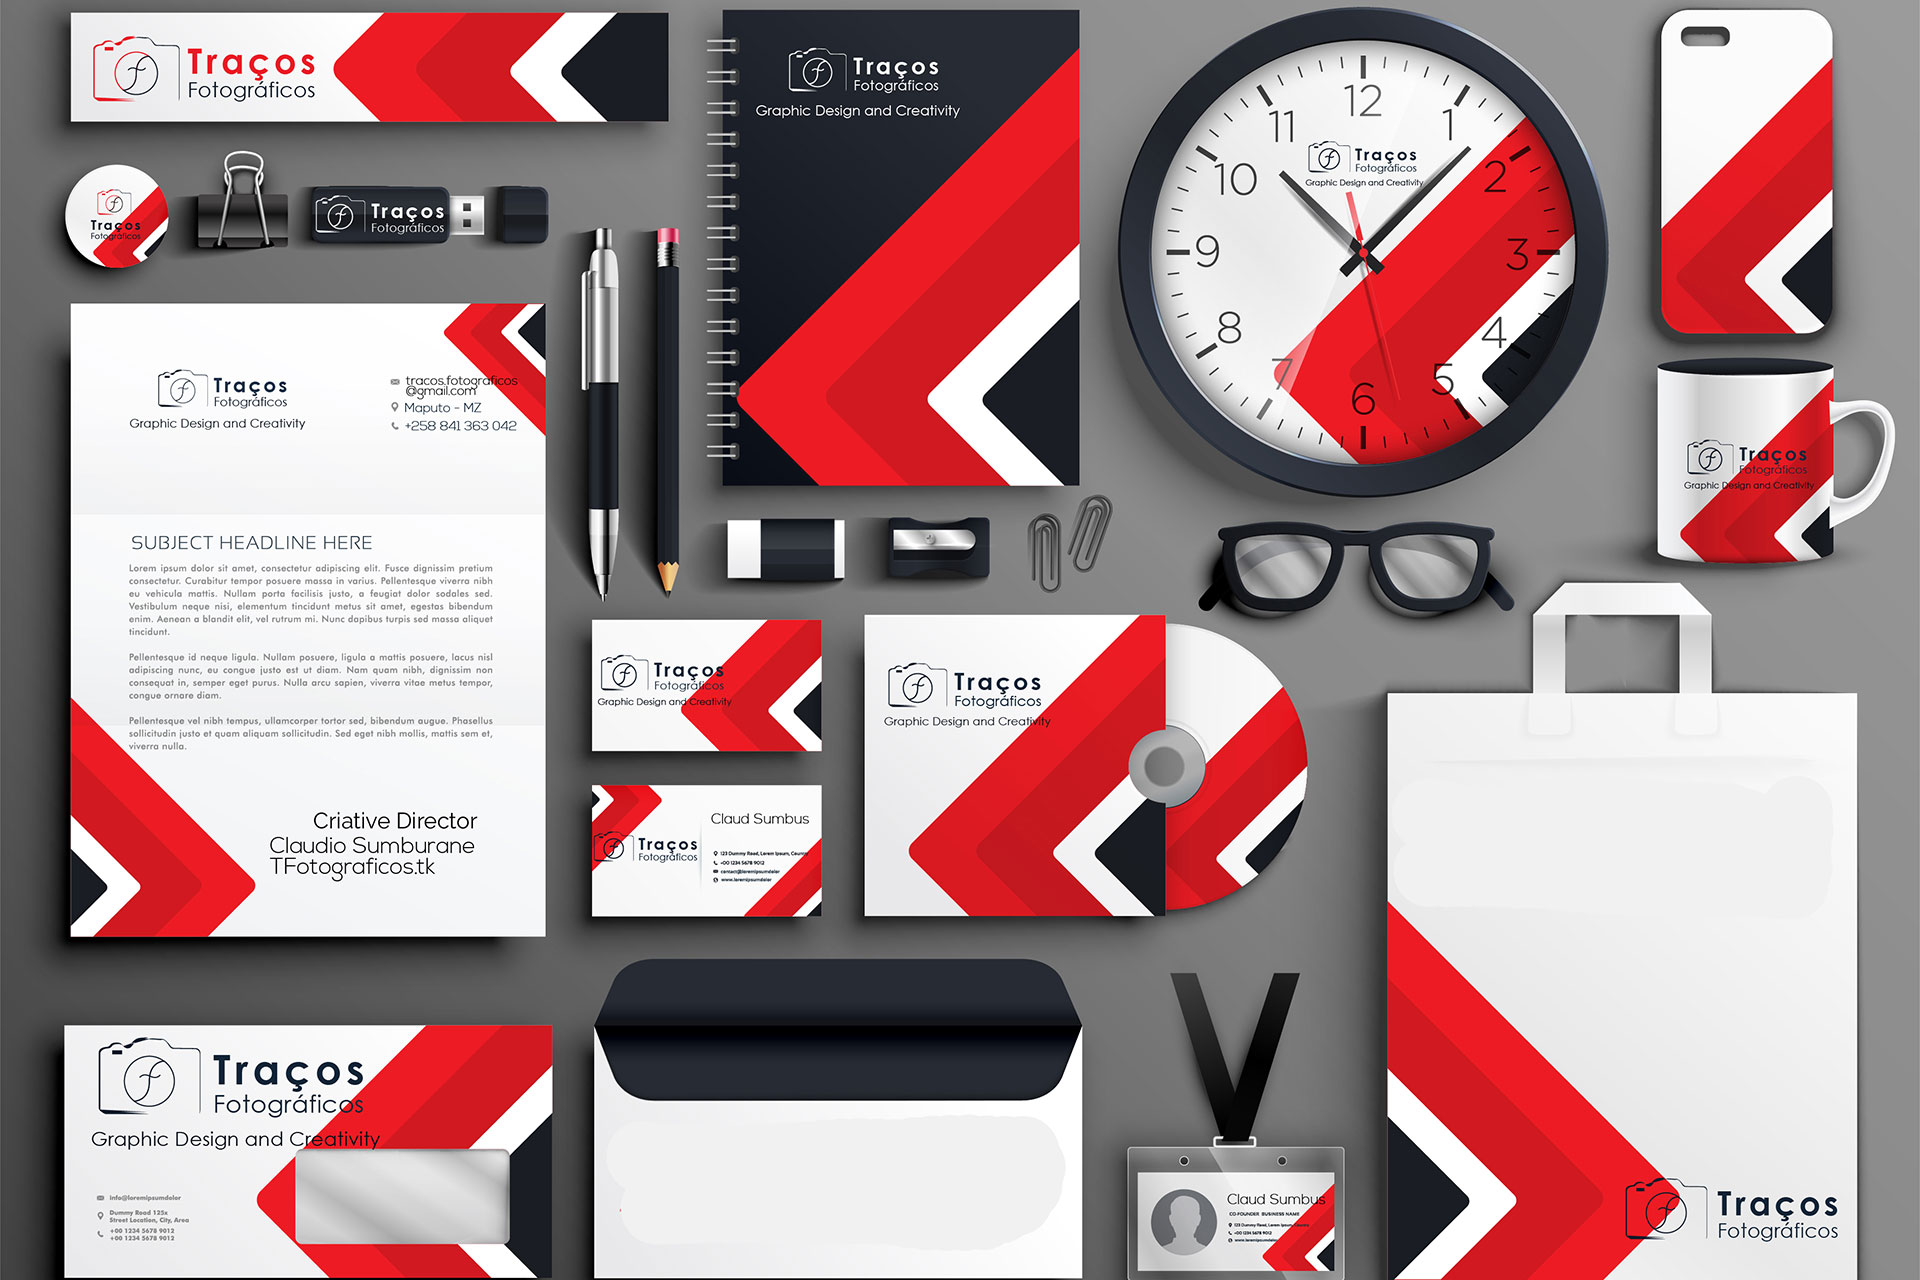 Traços
Fotográficos
Traços
Fotográficos
Graphic Design and Creativity
12
1
2
3
4
5
6
7
8
9
10
11
Traços
Fotográficos
Graphic Design and Creativity
Traços
Fotográficos
Traços
Fotográficos
Traços
Fotográficos
Graphic Design and Creativity
tracos.fotograficos
@gmail.com
Maputo - MZ
+258 841 363 042
SUBJECT HEADLINE HERE
Lorem ipsum dolor sit amet, consectetur adipiscing elit. Fusce dignissim pretium
consectetur. Curabitur tempor posuere massa in varius. Pellentesque viverra nibh
eu vehicula mattis. Nullam porta facilisis justo, a feugiat dolor sodales sed.
Vestibulum neque nisi, elementum tincidunt metus sit amet, egestas bibendum
enim. Aenean a blandit elit, vel rutrum mi. Nunc dapibus turpis sed massa aliquet
tincidunt.
Pellentesque id neque ligula. Nullam posuere, ligula a mattis posuere, lacus nisl
adipiscing nunc, eu congue justo est ut diam. Nam quam nibh, dignissim non
consequat in, semper eget purus. Nulla arcu sapien, viverra vitae metus tempor,
congue ornare diam.
Pellentesque vel nibh tempus, ullamcorper tortor sed, bibendum augue. Phasellus
sollicitudin justo et quam aliquam sollicitudin. Sed eget nibh mollis, mattis sem et,
viverra nulla.
Criative Director
Claudio Sumburane
TFotograficos.tk
Traços
Fotográficos
Graphic Design and Creativity
Traços
Fotográficos
Graphic Design and Creativity
Traços
Fotográficos
Graphic Design and Creativity
Traços
Fotográficos
Claud Sumbus
123 Dummy Road, Lorem Ipsum, Country
+00 1234 5678 9012
contact@loremipsumdolor
www.loremipsumdolor
Traços
Fotográficos
Graphic Design and Creativity
info@loremipsumdolor
Dummy Road 125x
Street Location, City, Area
+00 1234 5678 9012
+00 1234 5678 9012
Claud Sumbus
CO-FOUNDER BUSINESS NAME
123 Dummy Road, Lorem Ipsum,
+00 1234 5678 9012
www.loremipsumdolor
Traços
Fotográficos